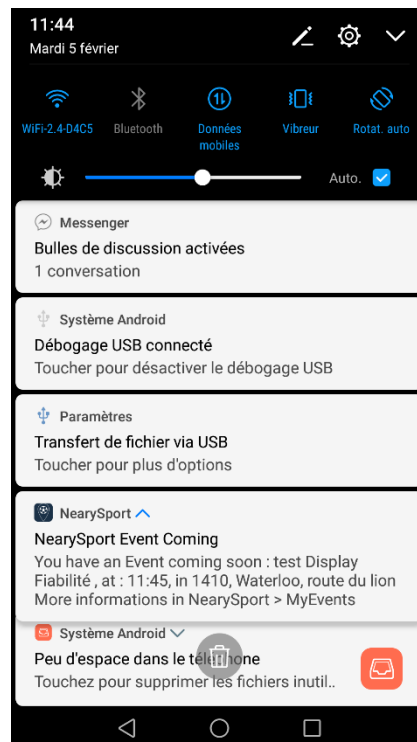 11:44
Mardi 5 février
WiFi-2.4-D4C5
Bluetooth
Données
mobiles
Vibreur
Rotat. auto
Auto.
Messenger
Bulles de discussion activées
1 conversation
Système Android
Débogage USB connecté
Toucher pour désactiver le débogage USB
Paramètres
Transfert de fichier via USB
Toucher pour plus d'options
NearySport
NearySport Event Coming
You have an Event coming soon : test Display
Fiabilité , at : 11:45, in 1410, Waterloo, route du lion
More informations in NearySport > MyEvents
Système Android
Peu d'espace dans le téléphone
Touchez pour supprimer les fichiers inutil..